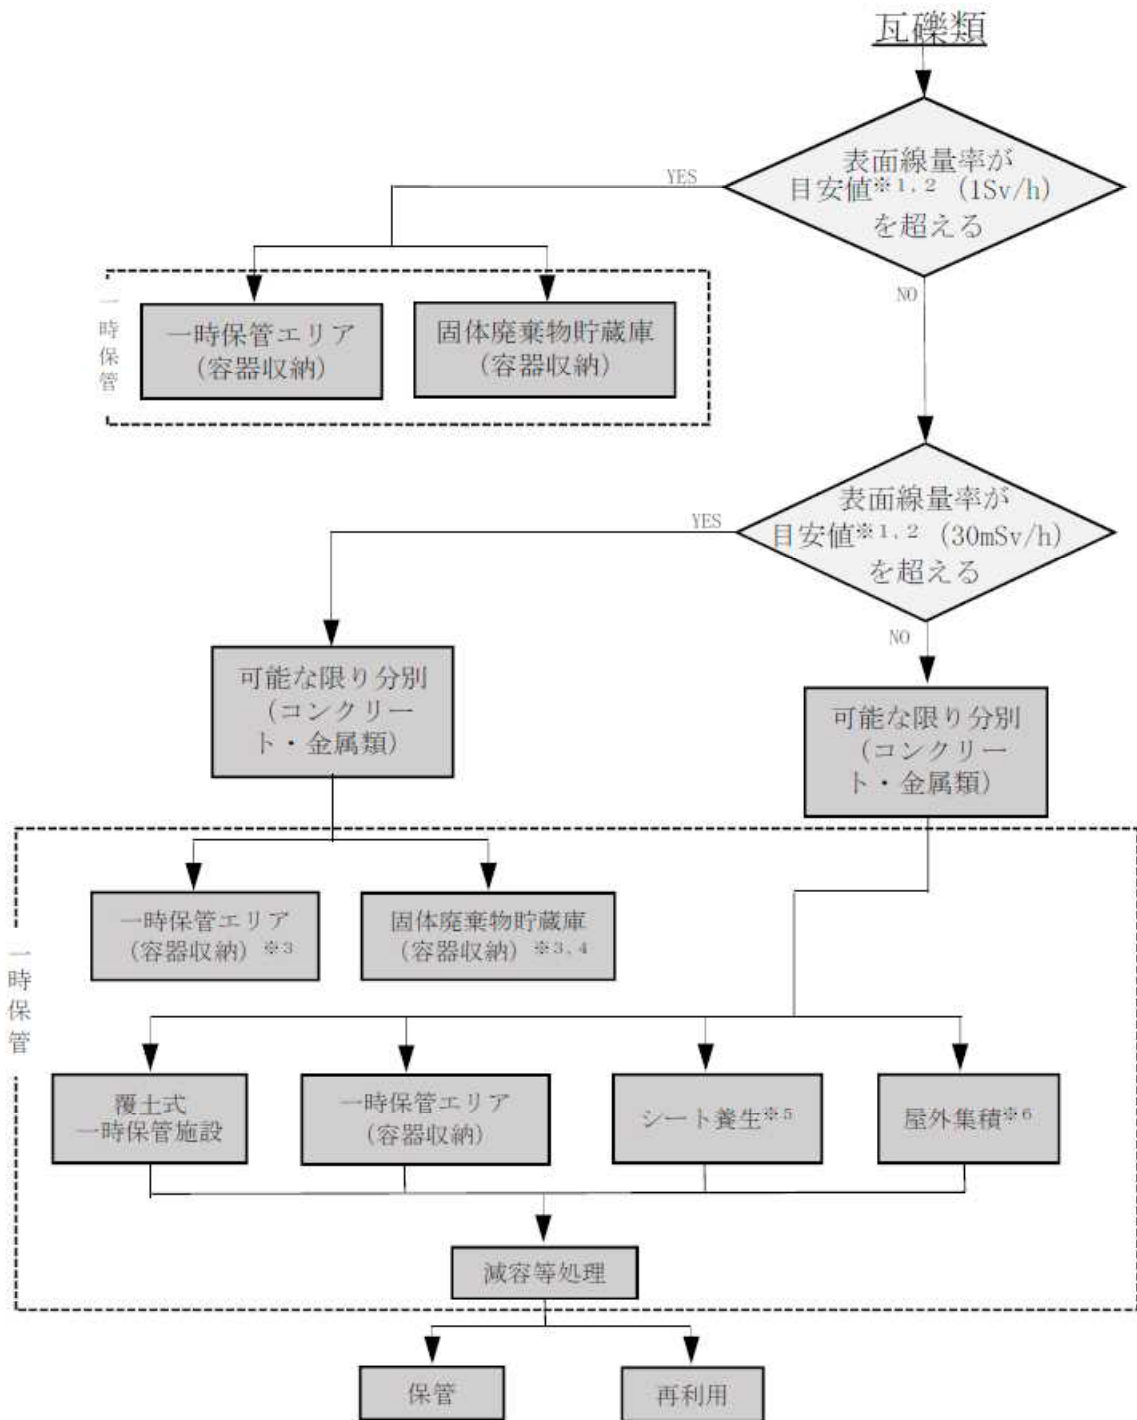 瓦礫類
表面線量率が
目安値※1,2 (1Sv/h)
を超える
YES
NO
一時保管
一時保管エリア
(容器収納)
固体廃棄物貯蔵庫
(容器収納)
表面線量率が
目安値※1,2 (30mSv/h)
を超える
YES
NO
可能な限り分別
(コンクリー
ト・金属類)
可能な限り分別
(コンクリー
ト・金属類)
一時保管
一時保管エリア
(容器収納)※3
固体廃棄物貯蔵庫
(容器収納)※3,4
覆土式
一時保管施設
一時保管エリア
(容器収納)
シート養生※5
屋外集積※6
減容等処理
保管
再利用